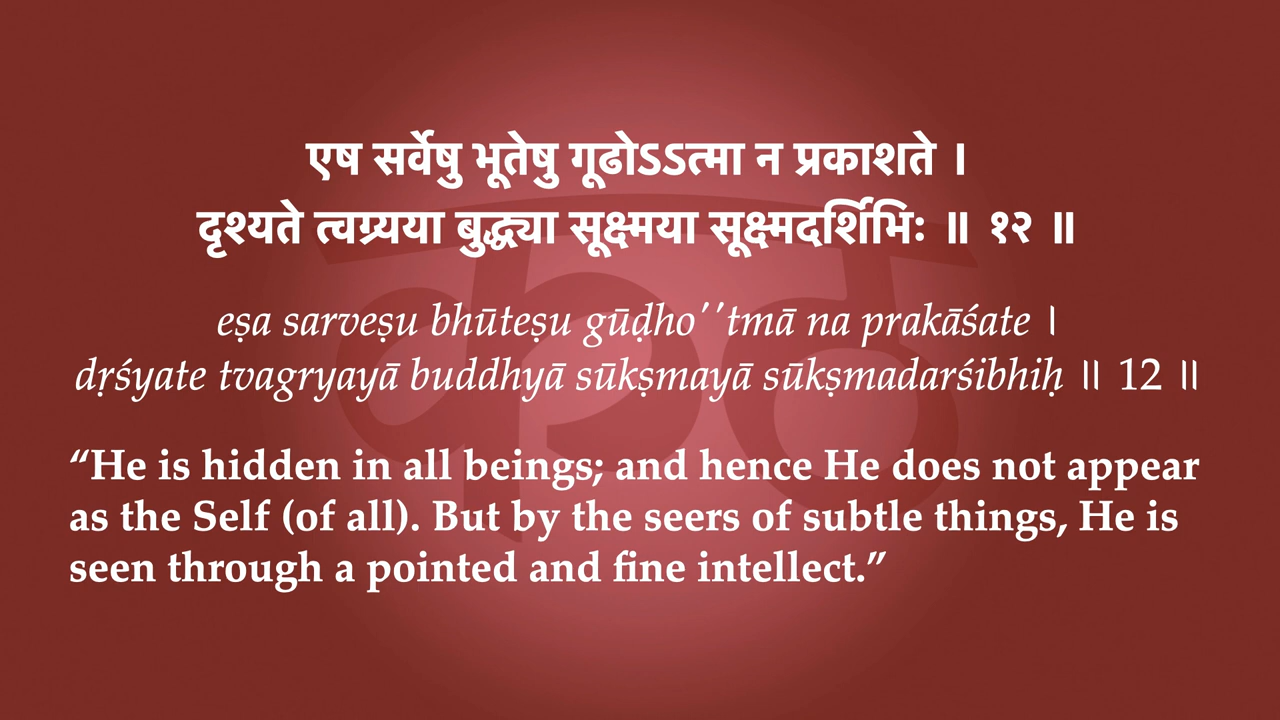 एष सर्वेषु भूतेषु गूढोऽऽत्मा न प्रकाशते ।
दृश्यते त्वग्र्यया बुद्ध्या सूक्ष्मया सूक्ष्मदर्शिभिः ॥ १२ ॥
eṣa sarveṣu bhūteṣu gūḍho′′tmā na prakāśate ।
dṛśyate tvagryayā buddhyā sūkṣmayā sūkṣmadarśibhiḥ ॥ 12 ॥
“He is hidden in all beings; and hence He does not appear
as the Self (of all). But by the seers of subtle things, He is
seen through a pointed and fine intellect.”
कठ